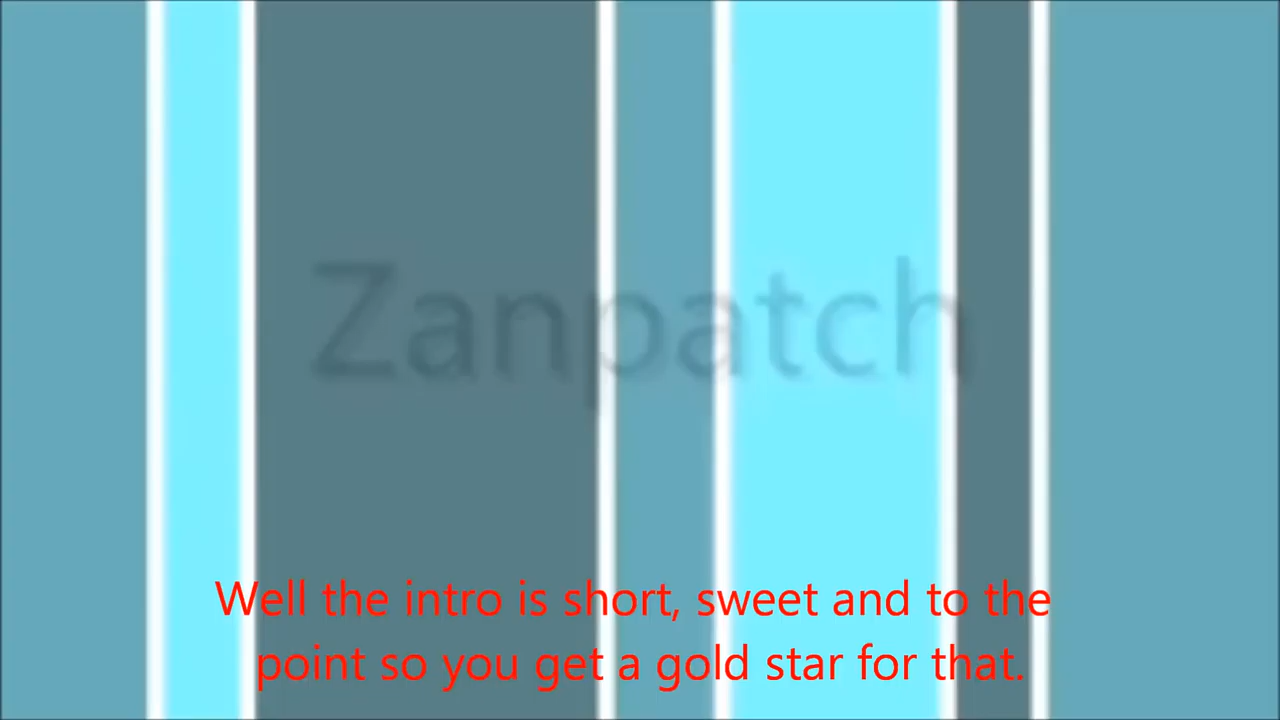 Zanpatch
Well the intro is short, sweet and to the
point so you get a gold star for that.